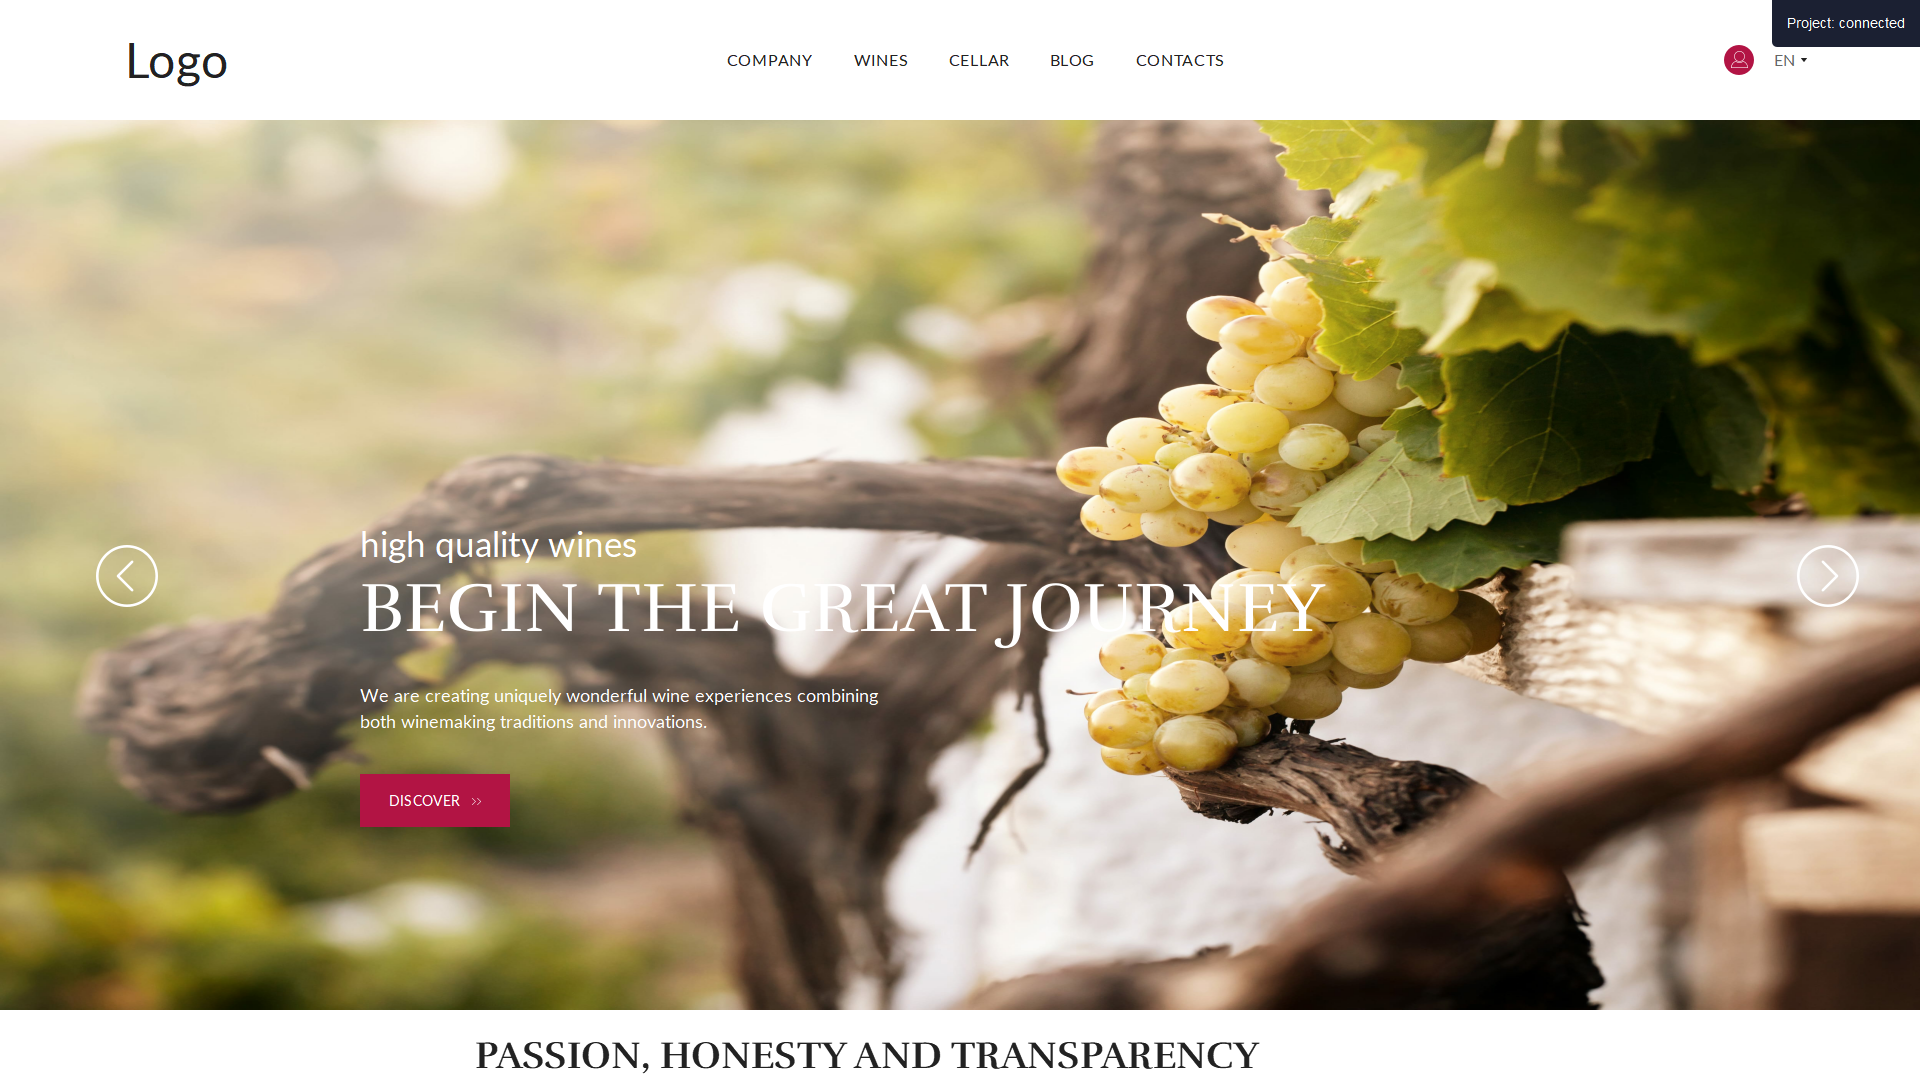 Project: connected
Logo
COMPANY WINES CELLAR BLOG CONTACTS
EN
high quality wines
BEGIN THE GREAT JOURNEY
We are creating uniquely wonderful wine experiences combining
both winemaking traditions and innovations.
DISCOVER
PASSION, HONESTY AND TRANSPARENCY